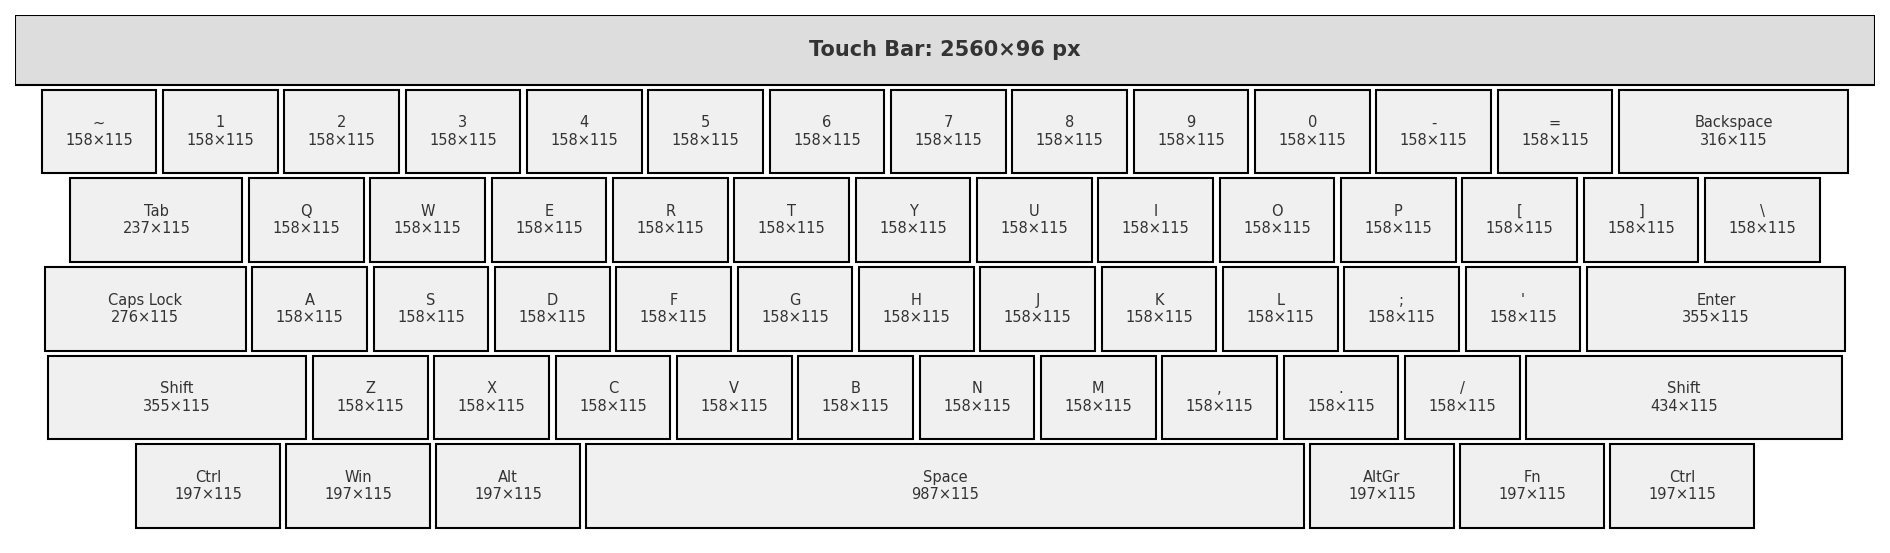 Touch Bar: 2560×96 px
~ 1 2 3 4 5 6 7 8 9 0 - = Backspace
158×115 158×115 158×115 158×115 158×115 158×115 158×115 158×115 158×115 158×115 158×115 158×115 158×115 316×115
Tab Q W E R T Y U I O P [ ] \
237×115 158×115 158×115 158×115 158×115 158×115 158×115 158×115 158×115 158×115 158×115 158×115 158×115 158×115
Caps Lock A S D F G H J K L ; ' Enter
276×115 158×115 158×115 158×115 158×115 158×115 158×115 158×115 158×115 158×115 158×115 158×115 355×115
Shift Z X C V B N M , . / Shift
355×115 158×115 158×115 158×115 158×115 158×115 158×115 158×115 158×115 158×115 158×115 434×115
Ctrl Win Alt Space AltGr Fn Ctrl
197×115 197×115 197×115 987×115 197×115 197×115 197×115